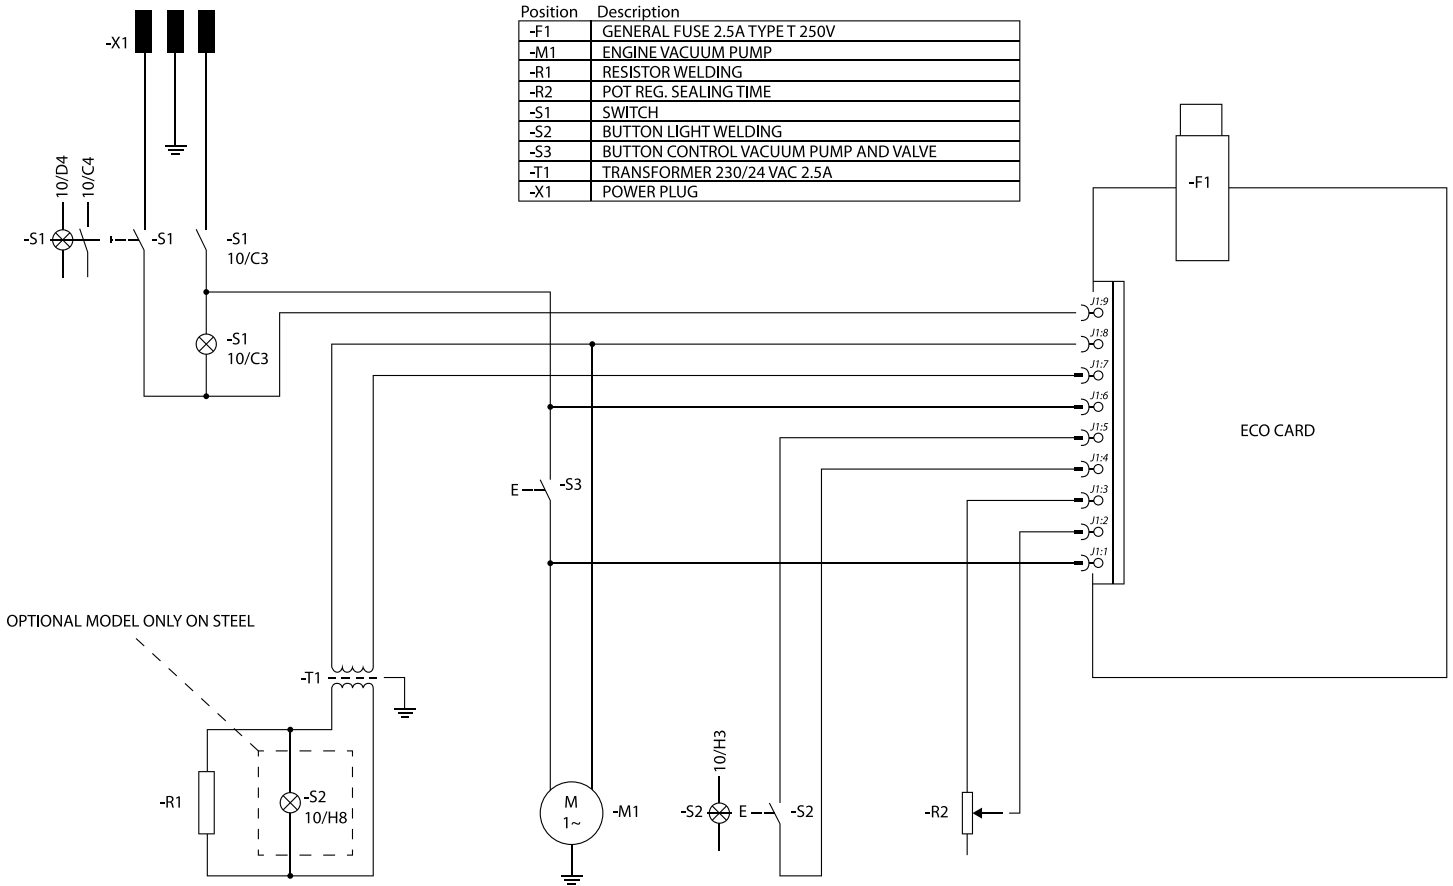 Position Description
-F1 GENERAL FUSE 2.5A TYPE T 250V
-M1 ENGINE VACUUM PUMP
-R1 RESISTOR WELDING
-R2 POT REG. SEALING TIME
-S1 SWITCH
-S2 BUTTON LIGHT WELDING
-S3 BUTTON CONTROL VACUUM PUMP AND VALVE
-T1 TRANSFORMER 230/24 VAC 2.5A
-X1 POWER PLUG
-X1
10/D4
10/C4
-S1
-S1
-S1
10/C3
-S1
10/C3
-F1
J1:9
J1:8
J1:7
J1:6
J1:5
J1:4
J1:3
J1:2
J1:1
ECO CARD
E
-S3
OPTIONAL MODEL ONLY ON STEEL
-T1
-R1
-S2
10/H8
M
1~
-M1
10/H3
-S2
E
-S2
-R2